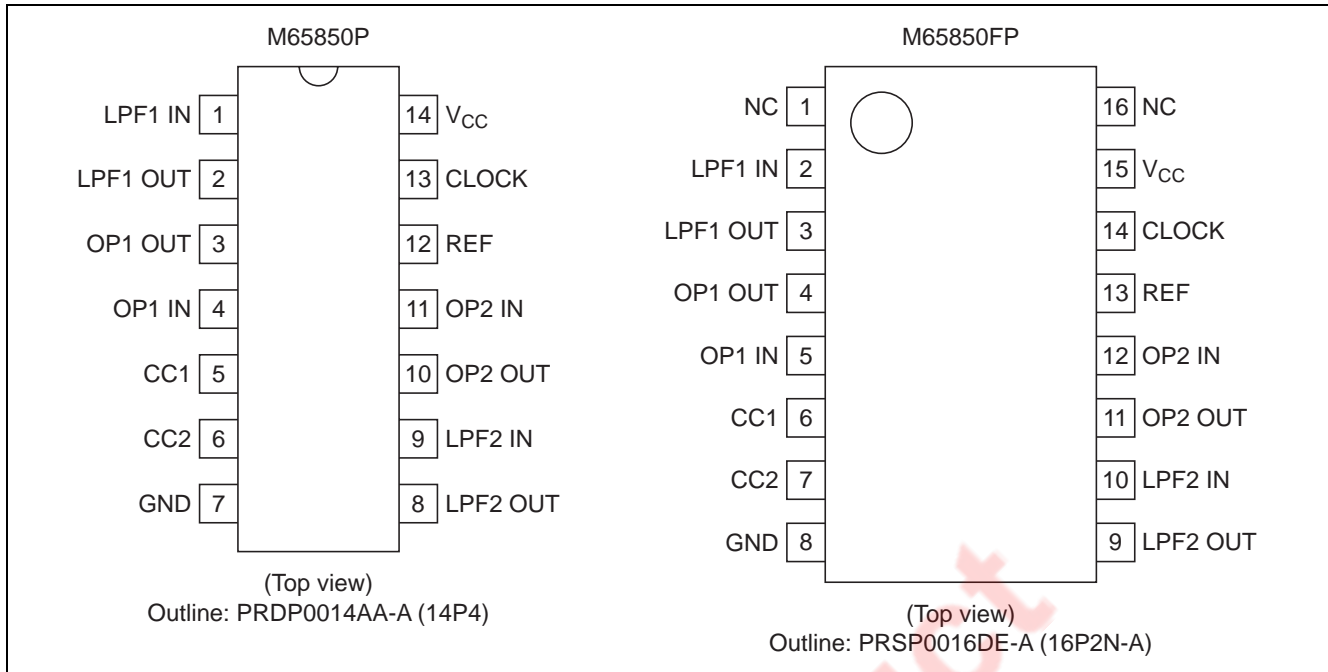 M65850P
LPF1 IN 1
14 VCC
LPF1 OUT 2
13 CLOCK
OP1 OUT 3
12 REF
OP1 IN 4
11 OP2 IN
CC1 5
10 OP2 OUT
CC2 6
9 LPF2 IN
GND 7
8 LPF2 OUT
(Top view)
Outline: PRDP0014AA-A (14P4)
M65850FP
NC 1
16 NC
LPF1 IN 2
15 VCC
LPF1 OUT 3
14 CLOCK
OP1 OUT 4
13 REF
OP1 IN 5
12 OP2 IN
CC1 6
11 OP2 OUT
CC2 7
10 LPF2 IN
GND 8
9 LPF2 OUT
(Top view)
Outline: PRSP0016DE-A (16P2N-A)